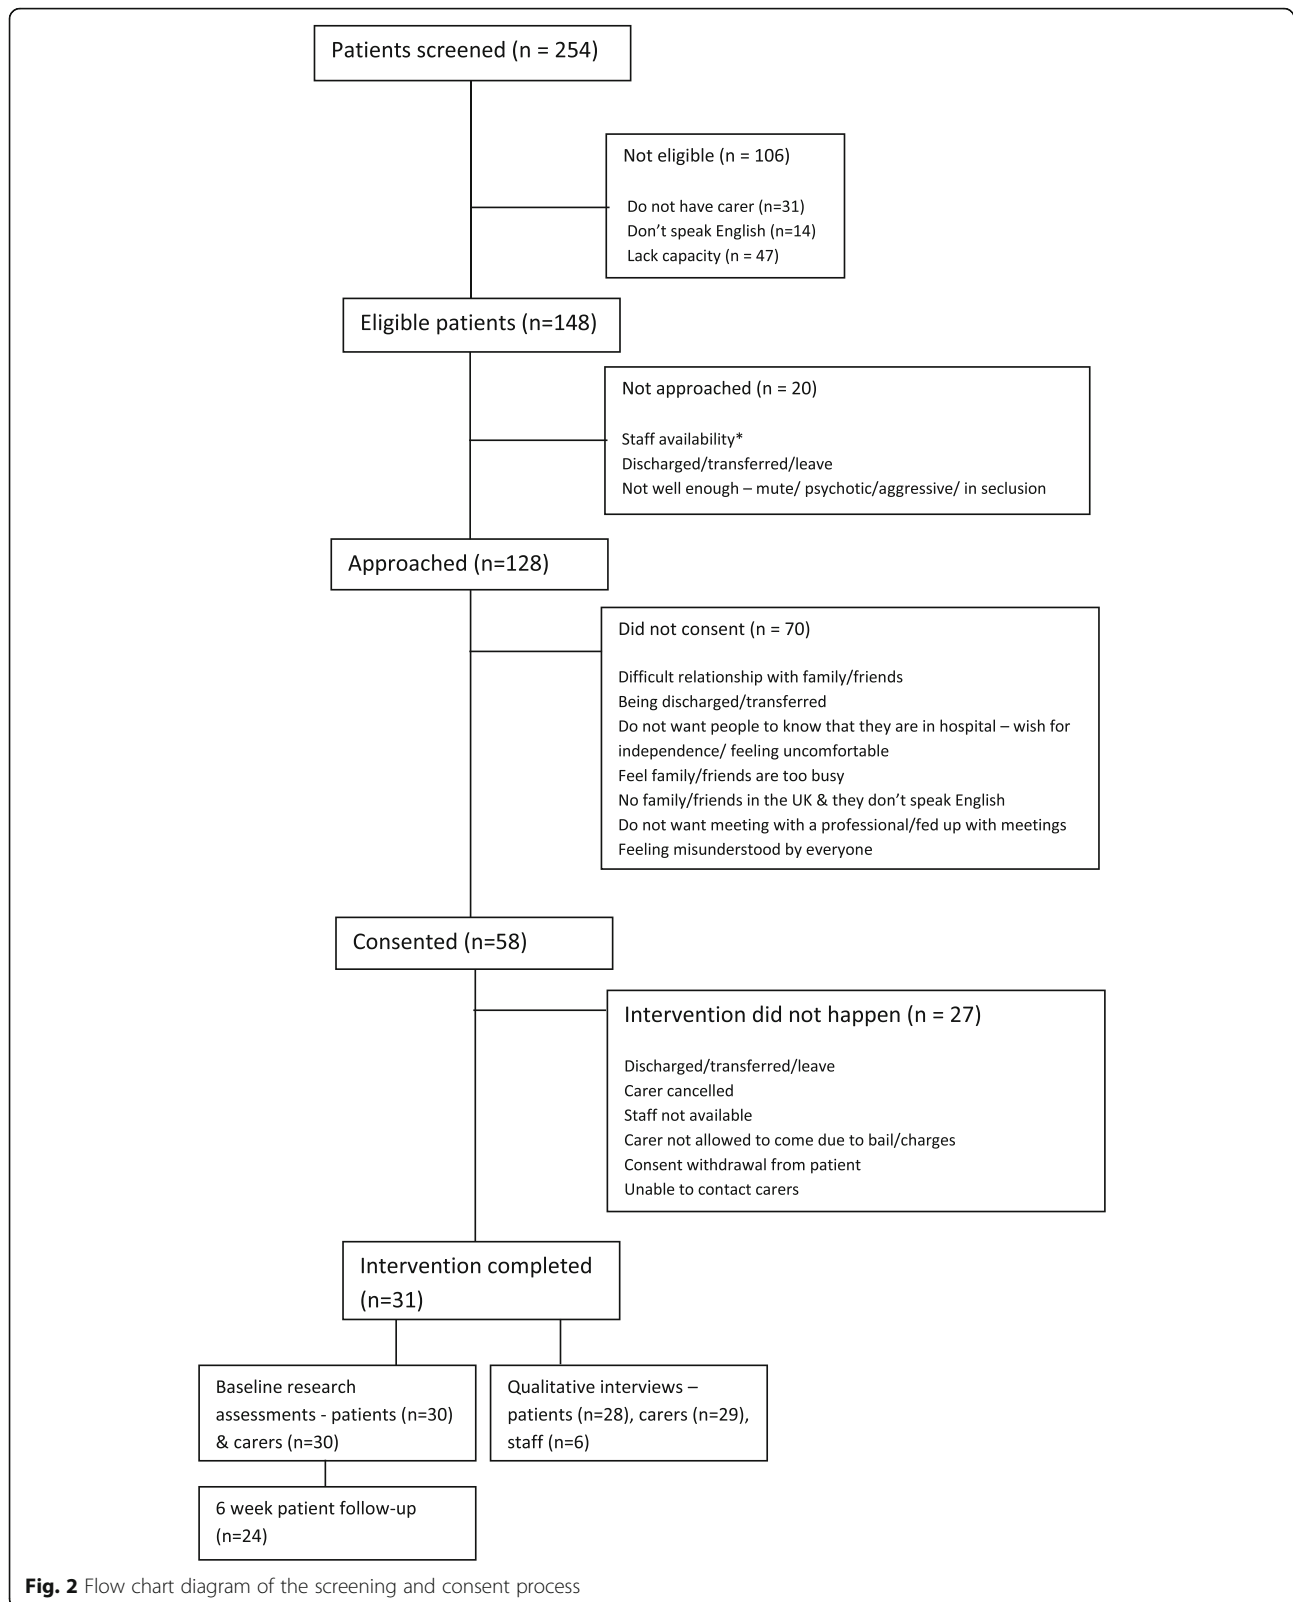 Patients screened (n = 254)
Not eligible (n = 106)
Do not have carer (n=31)
Don’t speak English (n=14)
Lack capacity (n = 47)
Eligible patients (n=148)
Not approached (n = 20)
Staff availability*
Discharged/transferred/leave
Not well enough – mute/ psychotic/aggressive/ in seclusion
Approached (n=128)
Did not consent (n = 70)
Difficult relationship with family/friends
Being discharged/transferred
Do not want people to know that they are in hospital – wish for
independence/ feeling uncomfortable
Feel family/friends are too busy
No family/friends in the UK & they don’t speak English
Do not want meeting with a professional/fed up with meetings
Feeling misunderstood by everyone
Consented (n=58)
Intervention did not happen (n = 27)
Discharged/transferred/leave
Carer cancelled
Staff not available
Carer not allowed to come due to bail/charges
Consent withdrawal from patient
Unable to contact carers
Intervention completed
(n=31)
Baseline research
assessments - patients (n=30)
& carers (n=30)
Qualitative interviews –
patients (n=28), carers (n=29),
staff (n=6)
6 week patient follow-up
(n=24)
Fig. 2 Flow chart diagram of the screening and consent process